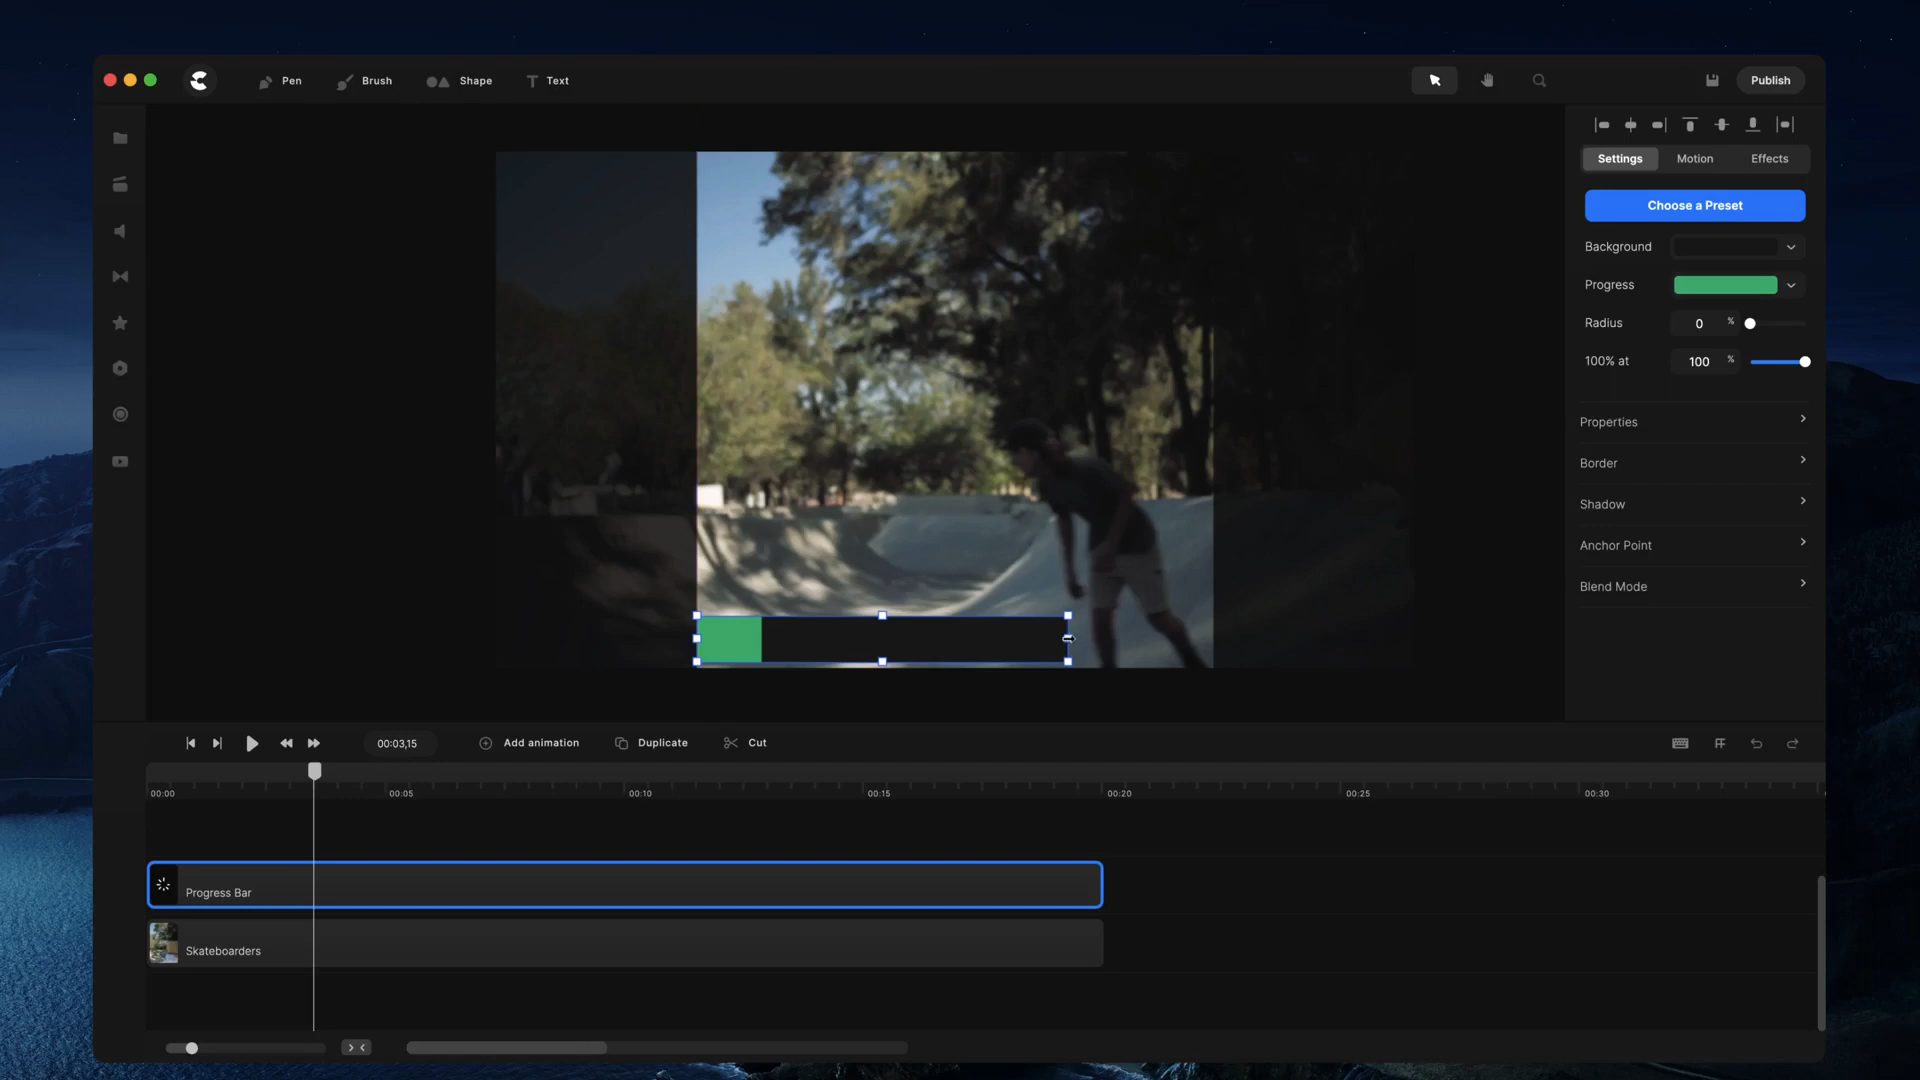 Pen Brush Shape Text Publish
Settings Motion Effects
Choose a Preset
Background
Progress
Radius 0 %
100% at 100 %
Properties
Border
Shadow
Anchor Point
Blend Mode
00:03,15 Add animation Duplicate Cut
00:00 00:05 00:10 00:15 00:20 00:25 00:30
Progress Bar
Skateboarders